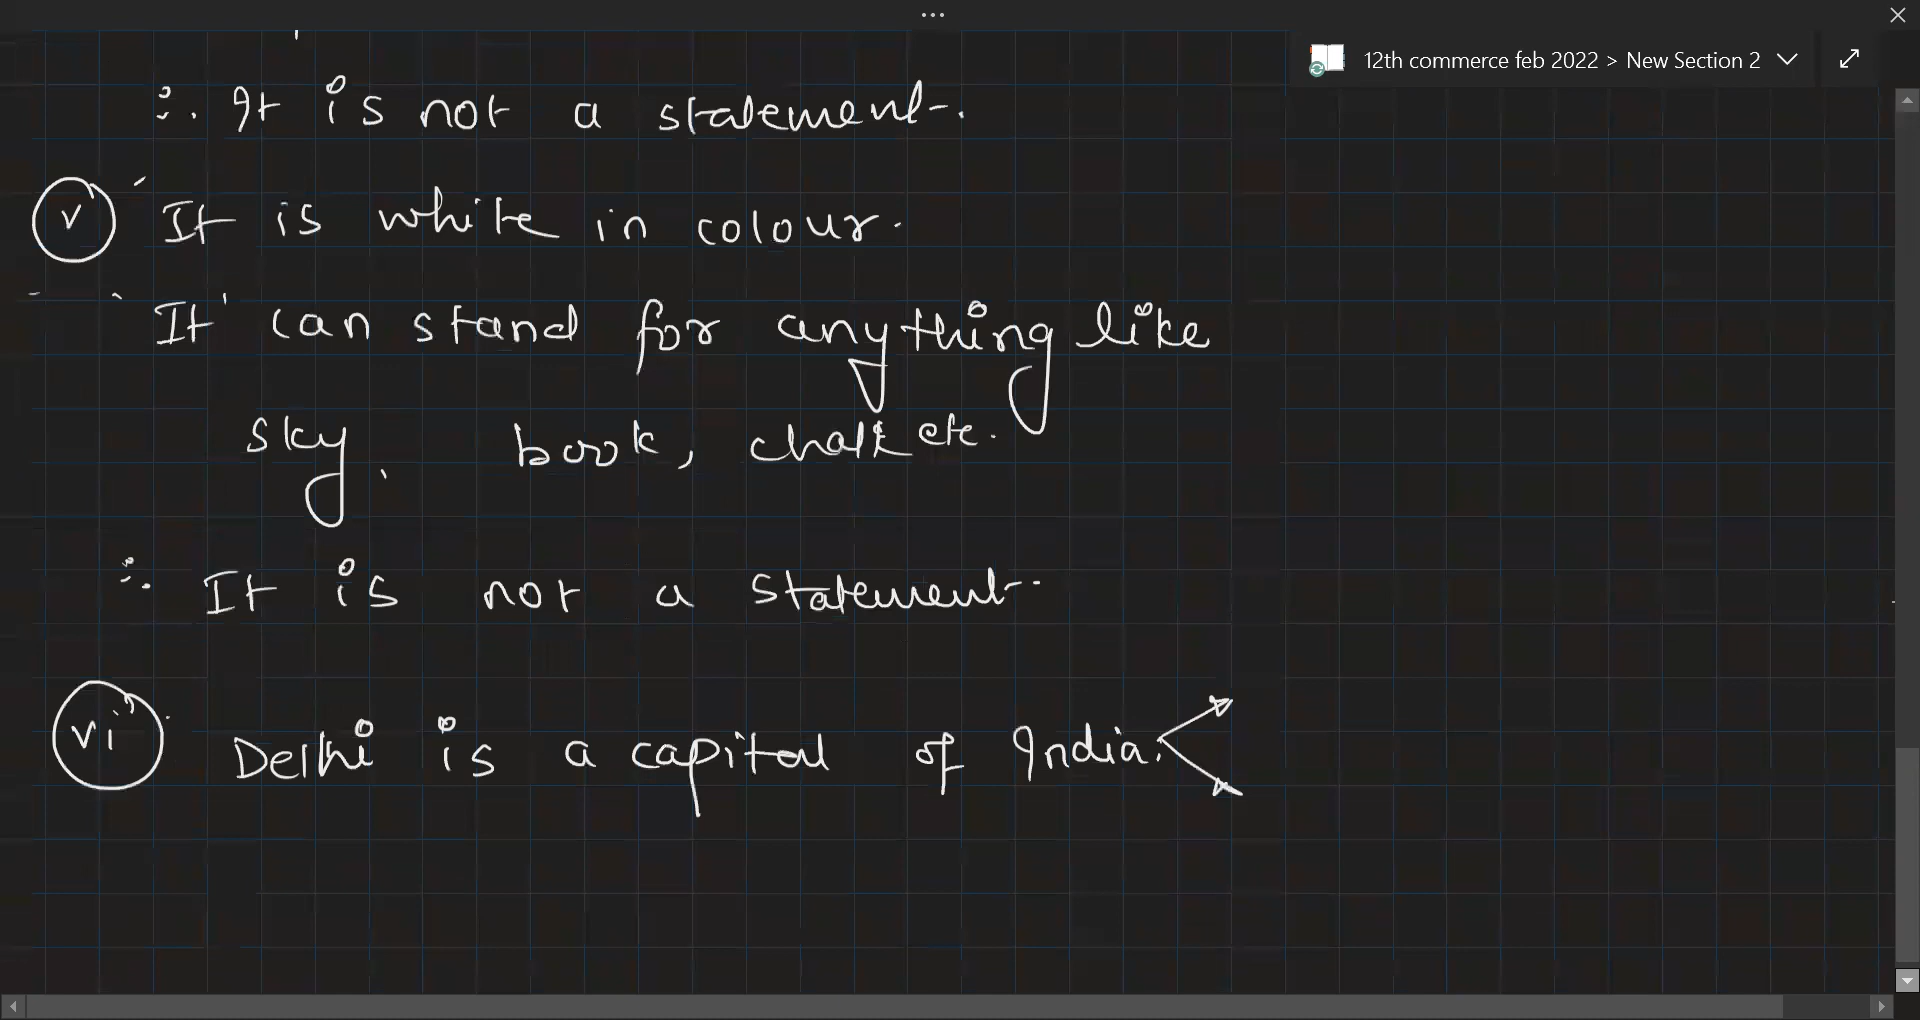 12th commerce feb 2022 > New Section 2
∴ It is not a statement.
v It is white in colour.
It can stand for anything like
sky, book, chalk etc.
∴ It is not a statement.
vi Delhi is a capital of India.